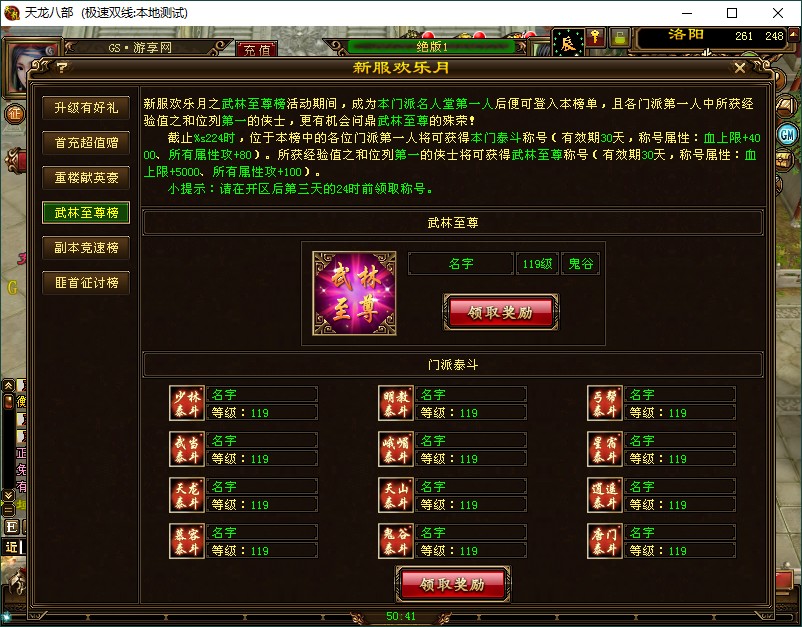 天龙八部 (极速双线:本地测试)
GS·游享网
充值
绝版1
辰
洛阳
261 248
?
新服欢乐月
征
GM
升级有好礼
首充超值赠
重楼献英豪
武林至尊榜
副本竞速榜
匪首征讨榜
新服欢乐月之武林至尊榜活动期间，成为本门派名人堂第一人后便可登入本榜单，且各门派第一人中所获经
验值之和位列第一的侠士，更有机会问鼎武林至尊的殊荣！
截止%s224时，位于本榜中的各位门派第一人将可获得本门泰斗称号（有效期30天，称号属性：血上限+40
00、所有属性攻+80）。所获经验值之和位列第一的侠士将可获得武林至尊称号（有效期30天，称号属性：血
上限+5000、所有属性攻+100）。
小提示：请在开区后第三天的24时前领取称号。
武林至尊
武林
至尊
名字 119级 鬼谷
领取奖励
门派泰斗
少林泰斗 名字
等级：119
明教泰斗 名字
等级：119
丐帮泰斗 名字
等级：119
武当泰斗 名字
等级：119
峨嵋泰斗 名字
等级：119
星宿泰斗 名字
等级：119
天龙泰斗 名字
等级：119
天山泰斗 名字
等级：119
逍遥泰斗 名字
等级：119
慕容泰斗 名字
等级：119
鬼谷泰斗 名字
等级：119
唐门泰斗 名字
等级：119
领取奖励
近
50:41